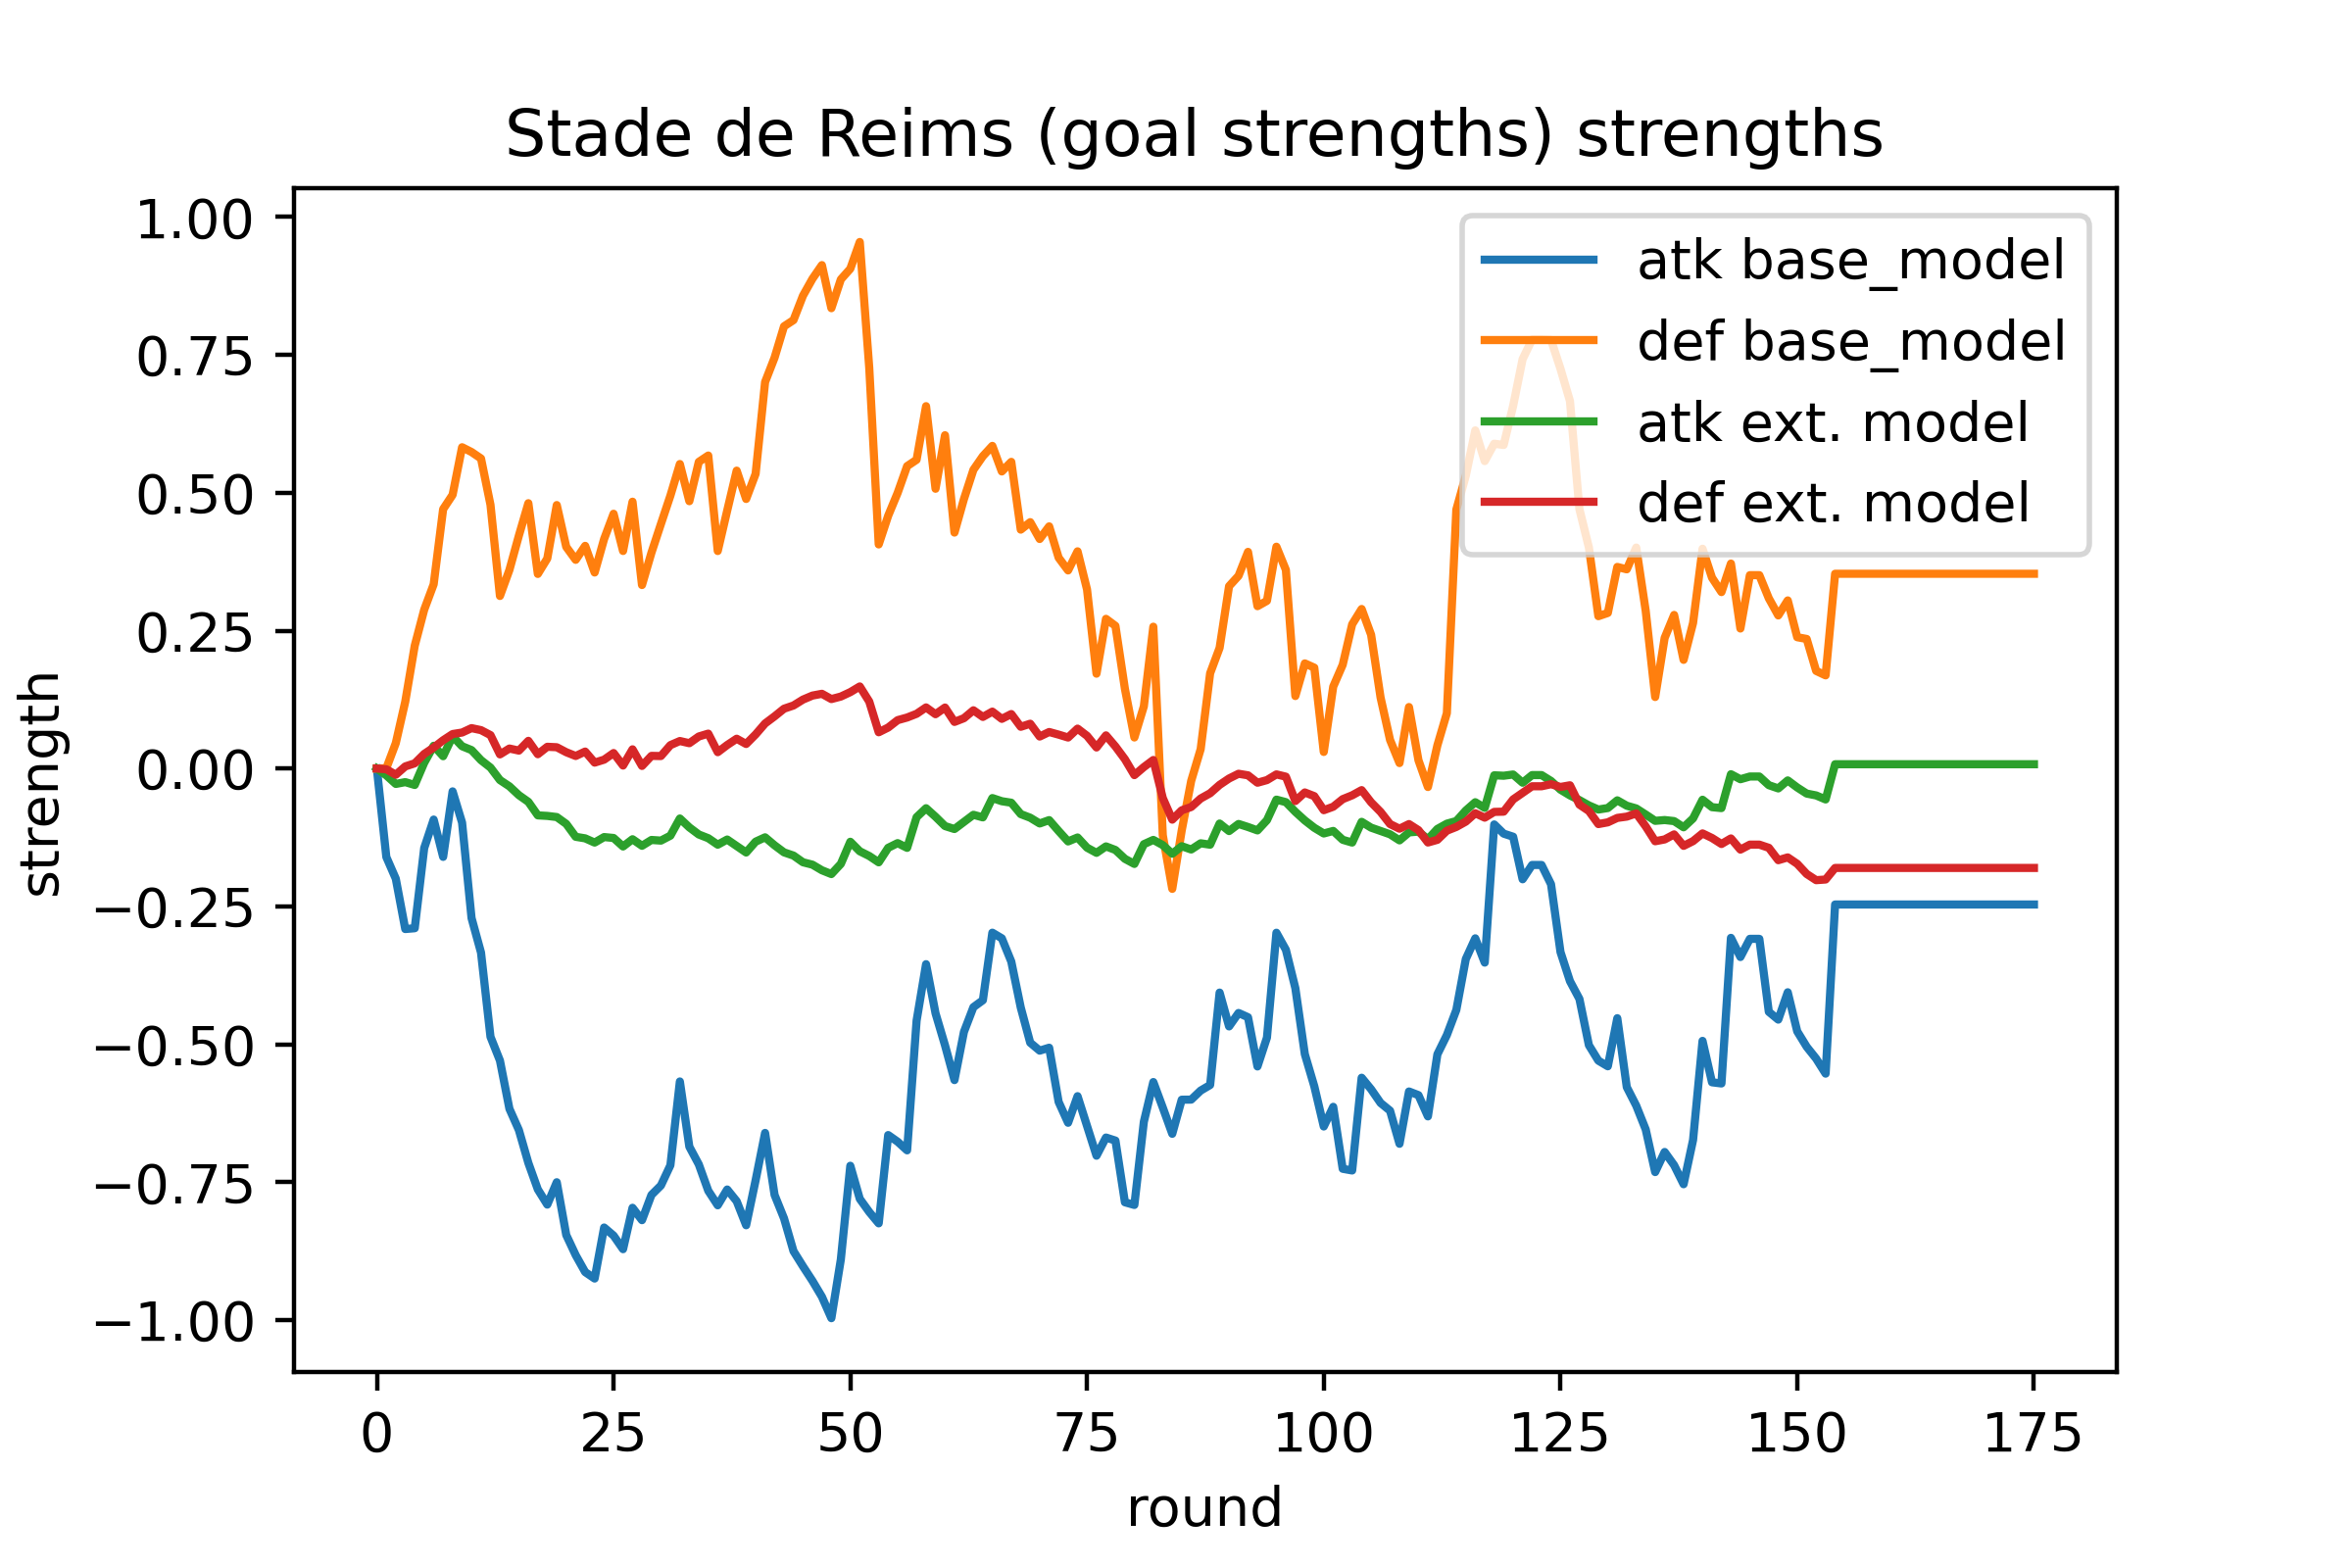 Stade de Reims (goal strengths) strengths
1.00
0.75
0.50
0.25
0.00
−0.25
−0.50
−0.75
−1.00
strength
atk base_model
def base_model
atk ext. model
def ext. model
0 25 50 75 100 125 150 175
round